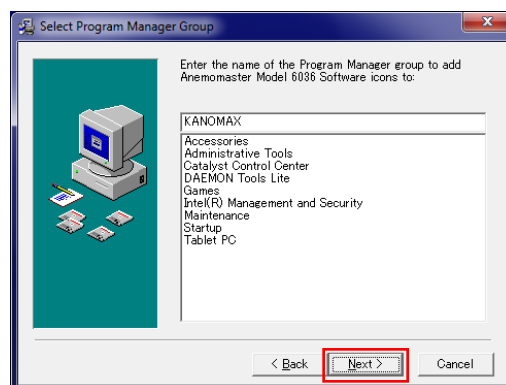 Select Program Manager Group
Enter the name of the Program Manager group to add
Anemomaster Model 6036 Software icons to:
KANOMAX
Accessories
Administrative Tools
Catalyst Control Center
DAEMON Tools Lite
Games
Intel(R) Management and Security
Maintenance
Startup
Tablet PC
< Back
Next >
Cancel